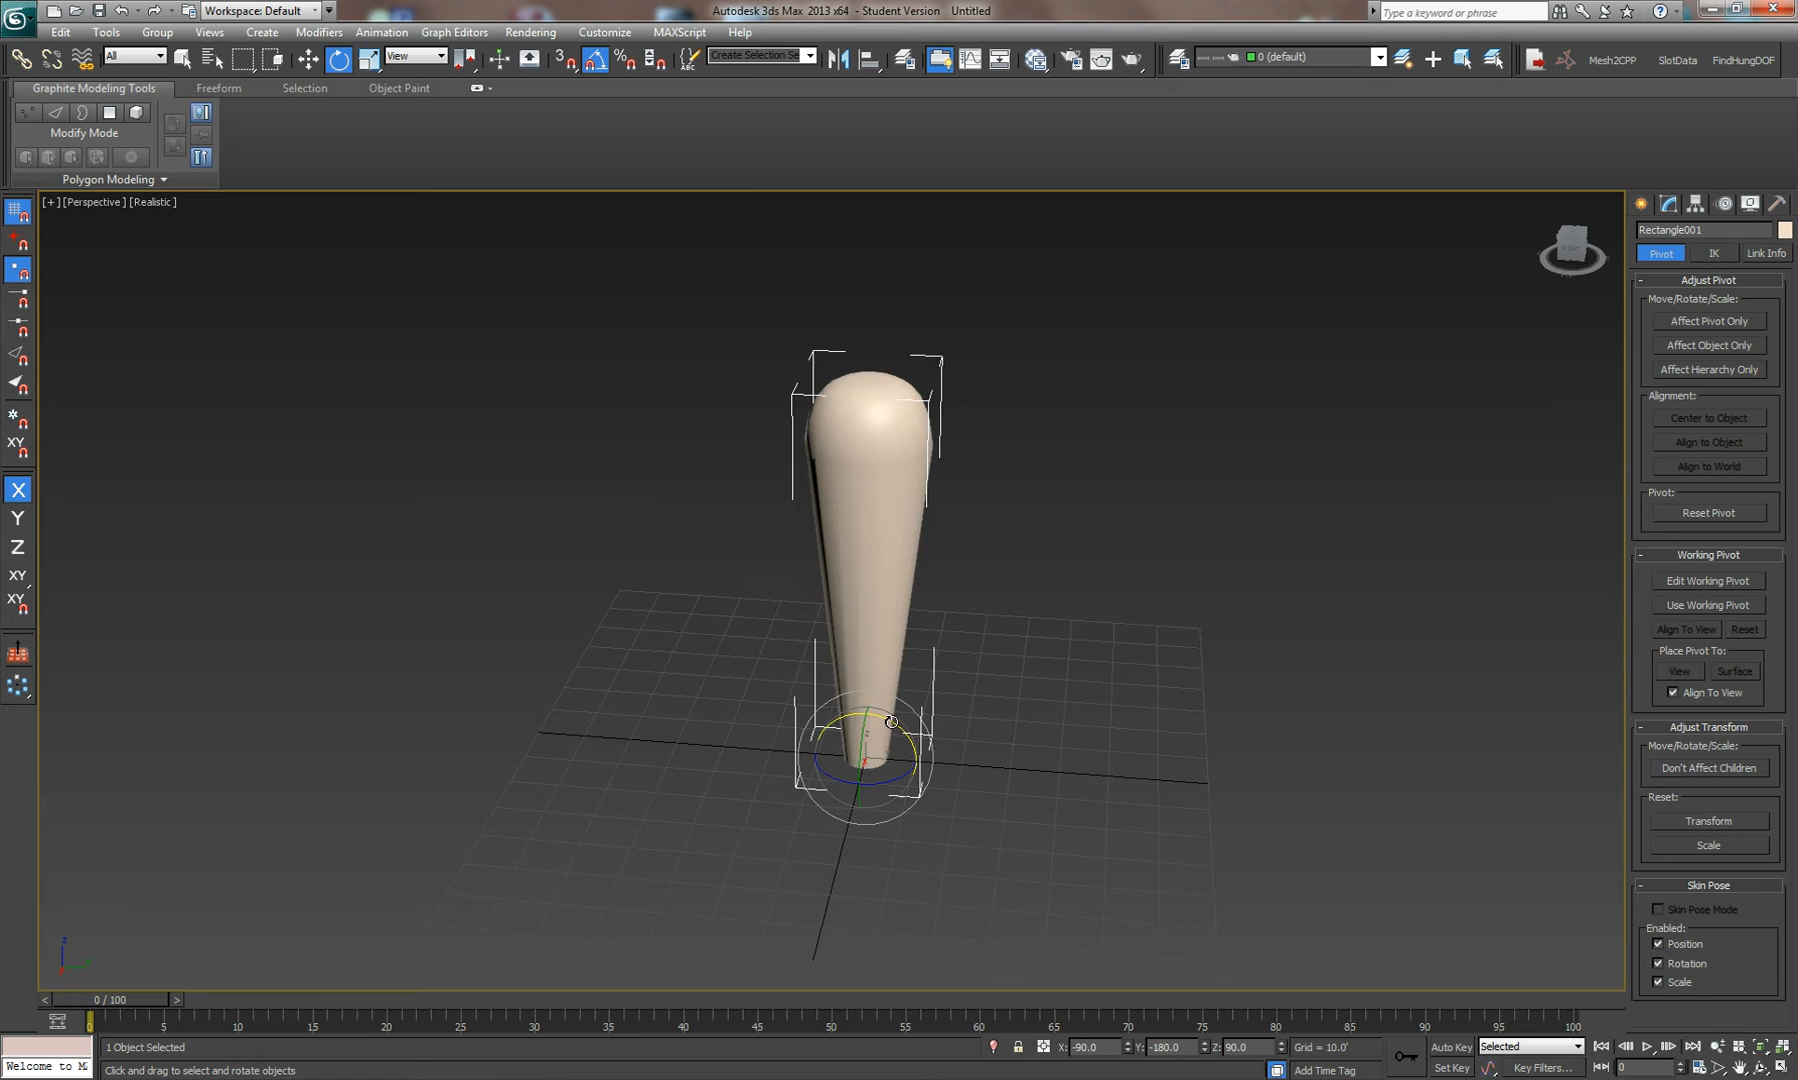 Workspace: Default
Autodesk 3ds Max 2013 x64 - Student Version Untitled
Type a keyword or phrase
Edit Tools Group Views Create Modifiers Animation Graph Editors Rendering Customize MAXScript Help
All
View
3
Create Selection Se
0 (default)
Mesh2CPP SlotData FindHungDOF
Graphite Modeling Tools Freeform Selection Object Paint
Modify Mode
Polygon Modeling
[+] [Perspective] [Realistic]
Rectangle001
Pivot IK Link Info
Adjust Pivot
Move/Rotate/Scale:
Affect Pivot Only
Affect Object Only
Affect Hierarchy Only
Alignment:
Center to Object
Align to Object
Align to World
Pivot:
Reset Pivot
Working Pivot
Edit Working Pivot
Use Working Pivot
Align To View Reset
Place Pivot To:
View Surface
Align To View
Adjust Transform
Move/Rotate/Scale:
Don't Affect Children
Reset:
Transform
Scale
Skin Pose
Skin Pose Mode
Enabled:
Position
Rotation
Scale
XY
X
Y
Z
XY
XY
z
x
z
0 / 100
0 5 10 15 20 25 30 35 40 45 50 55 60 65 70 75 80 85 90 95 100
1 Object Selected
X: -90.0 Y: -180.0 Z: 90.0 Grid = 10.0'
Auto Key Selected
Welcome to M
Click and drag to select and rotate objects
Add Time Tag
Set Key Key Filters... 0